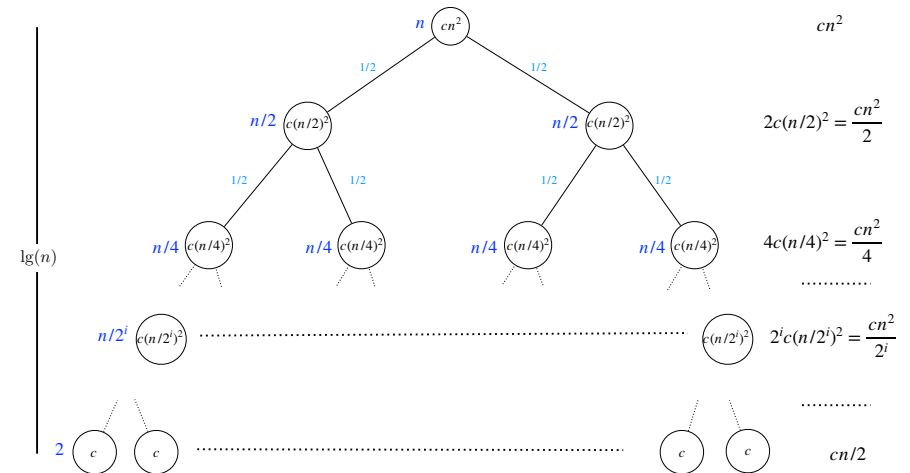 n cn² cn²
1/2 1/2
n/2 c(n/2)² n/2 c(n/2)² 2c(n/2)² = cn²/2
1/2 1/2 1/2 1/2
n/4 c(n/4)² n/4 c(n/4)² n/4 c(n/4)² n/4 c(n/4)² 4c(n/4)² = cn²/4
lg(n)
n/2ⁱ c(n/2ⁱ)² c(n/2ⁱ)² 2ⁱc(n/2ⁱ)² = cn²/2ⁱ
2 c c c c cn/2